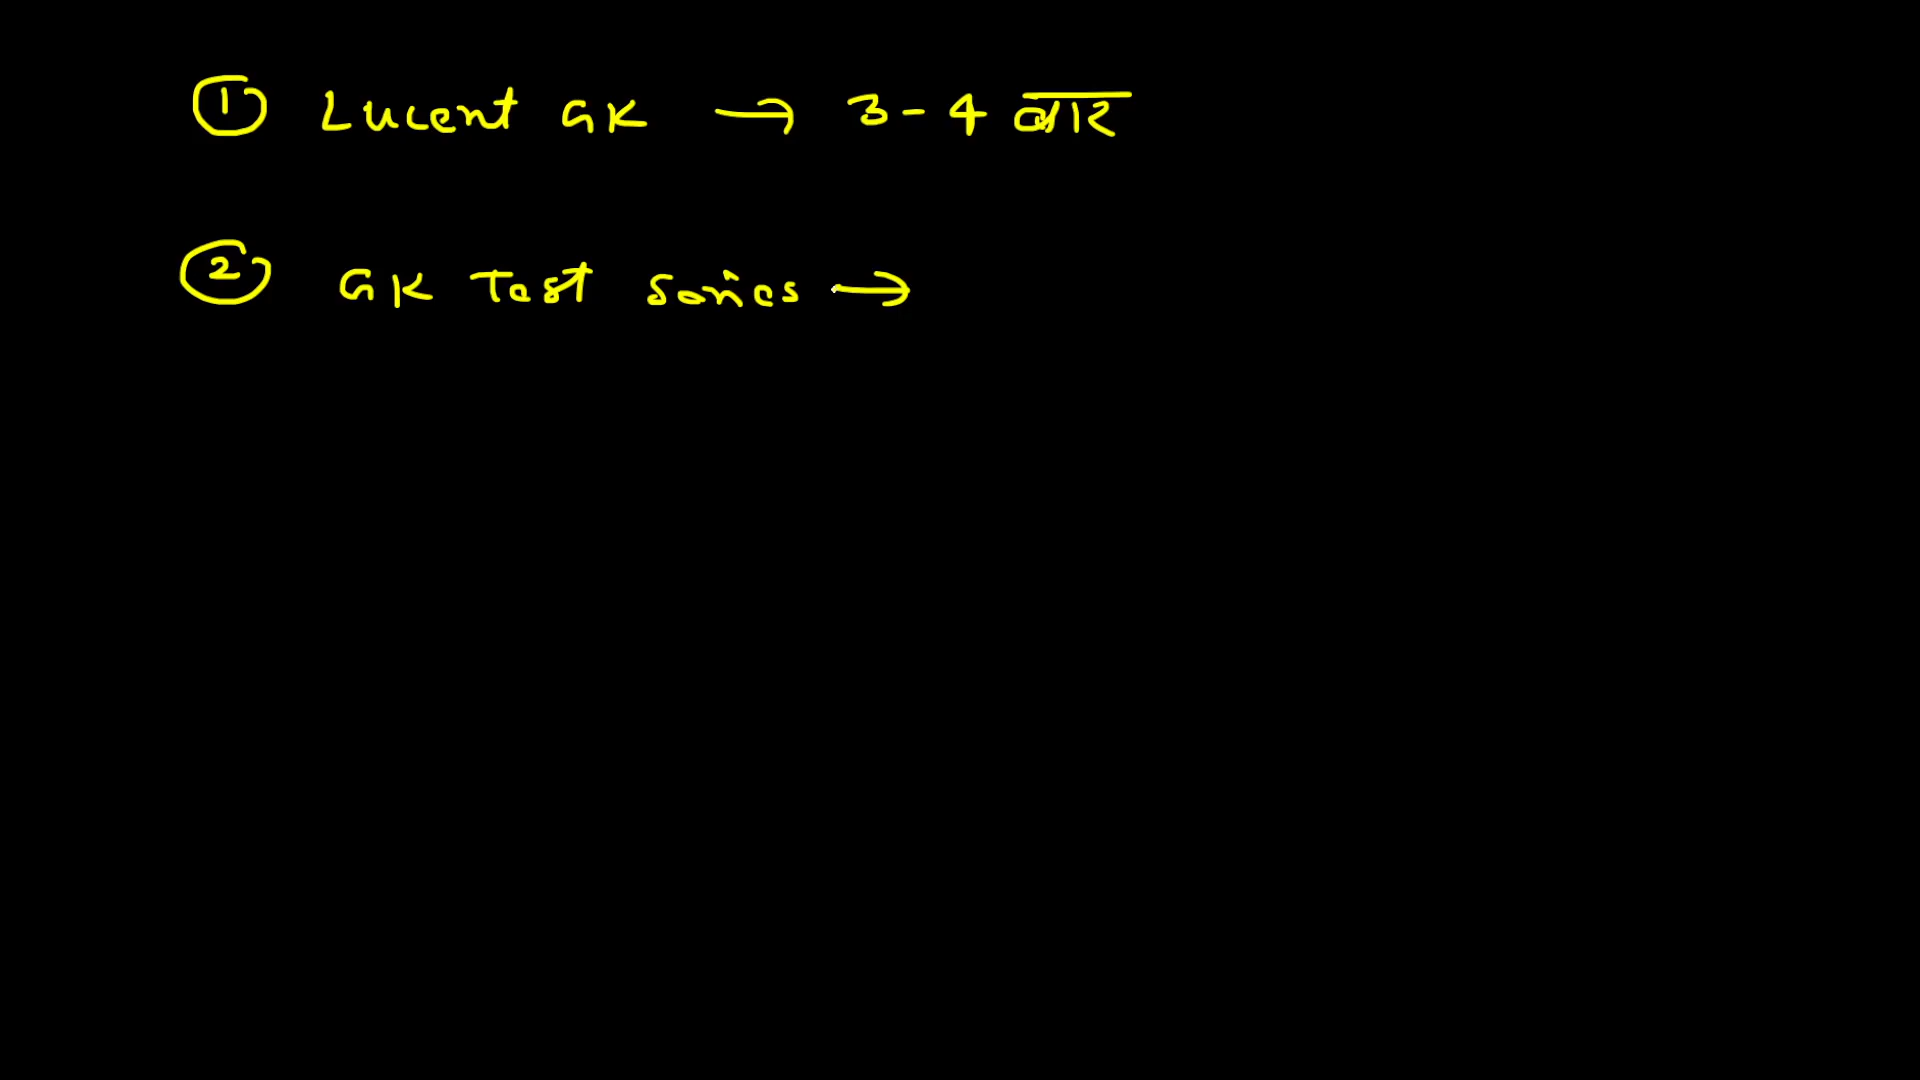 ① Lucent GK → 3-4 बार
② GK Test Series →